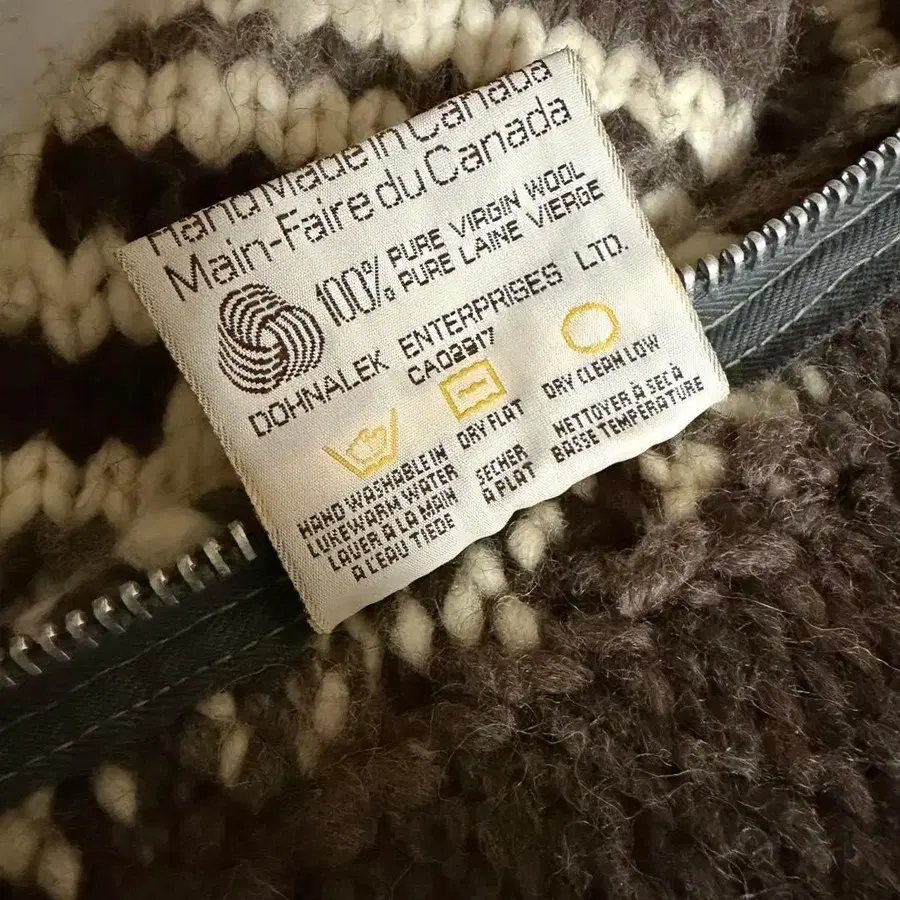 Hand Made in Canada
Main-Faire du Canada
100% PURE VIRGIN WOOL
PURE LAINE VIERGE
DOHNALEK ENTERPRISES LTD.
CA02917
HAND WASHABLE IN
LUKEWARM WATER
LAVER À LA MAIN
À L'EAU TIEDE
DRY FLAT
SECHER
À PLAT
DRY CLEAN LOW
NETTOYER À SEC À
BASSE TEMPERATURE